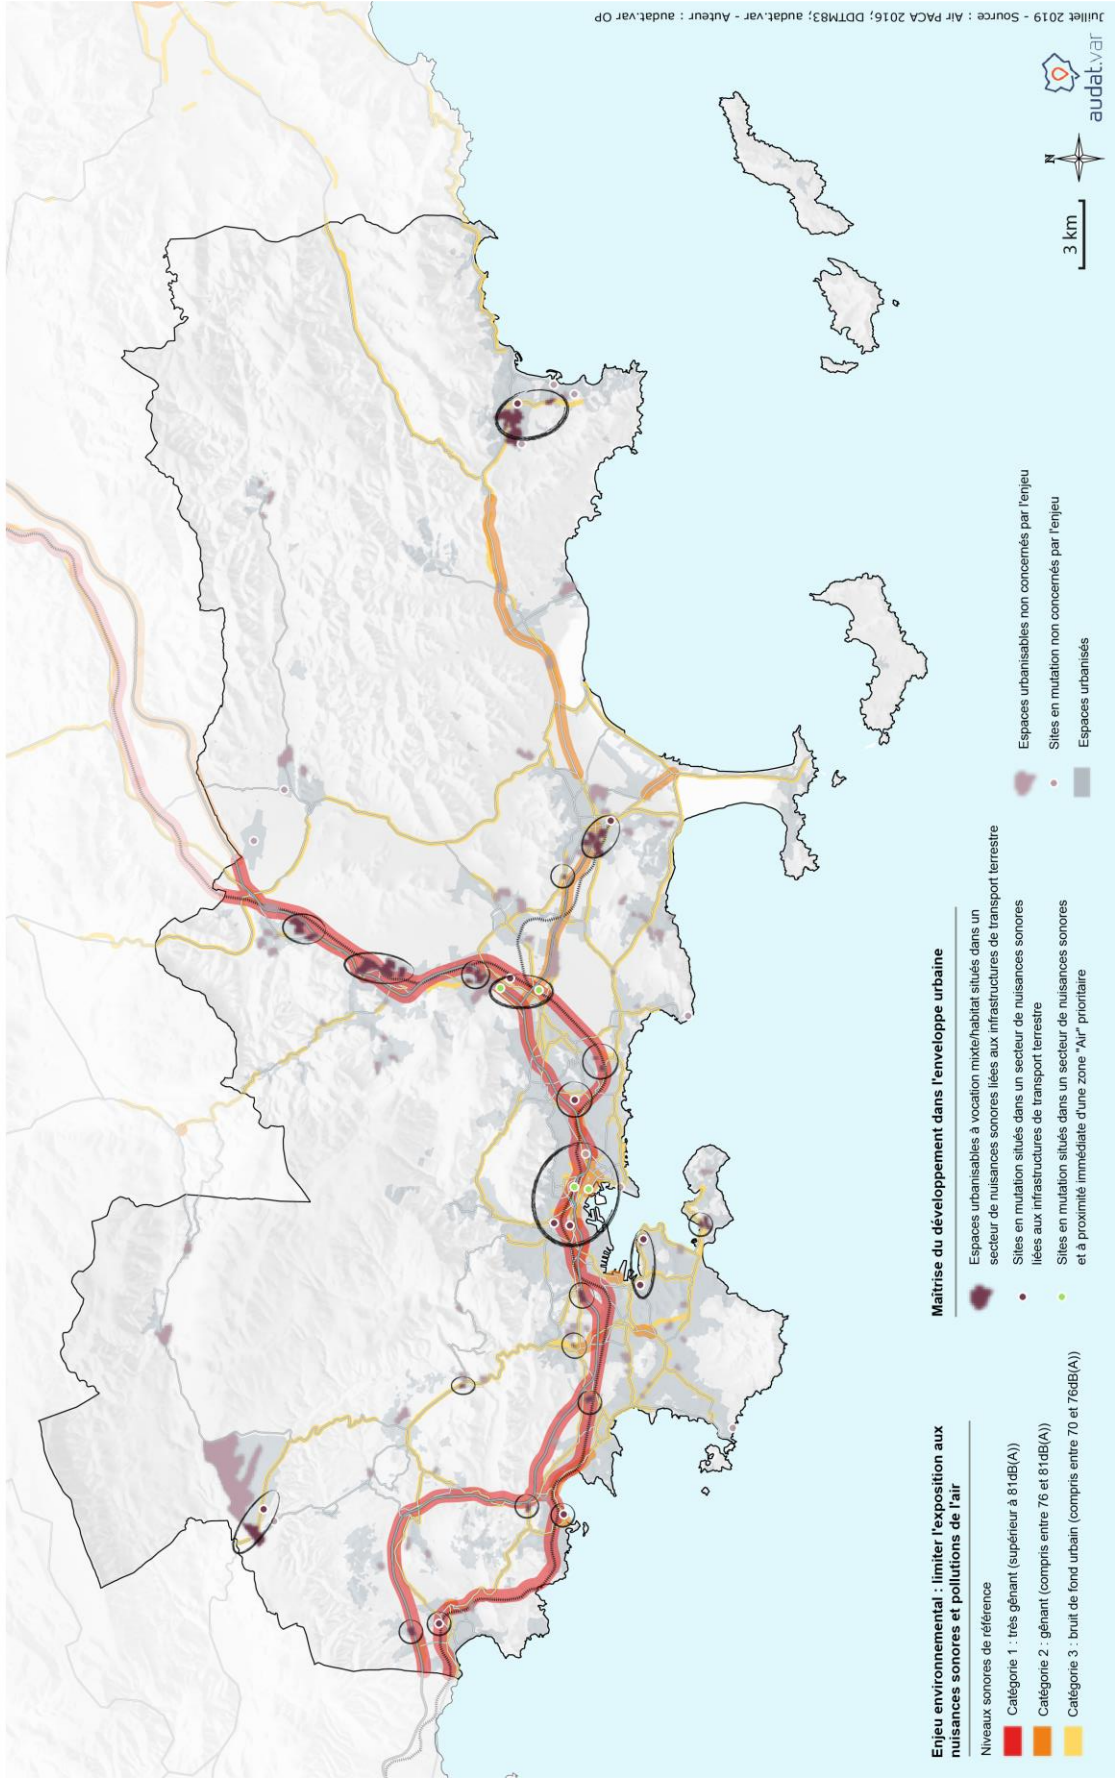 Enjeu environnemental : limiter l'exposition aux
nuisances sonores et pollutions de l'air
Niveaux sonores de référence
Catégorie 1 : très gênant (supérieur à 81dB(A))
Catégorie 2 : gênant (compris entre 76 et 81dB(A))
Catégorie 3 : bruit de fond urbain (compris entre 70 et 76dB(A))
Maîtrise du développement dans l'enveloppe urbaine
Espaces urbanisables à vocation mixte/habitat situés dans un
secteur de nuisances sonores liées aux infrastructures de transport terrestre
Sites en mutation situés dans un secteur de nuisances sonores
liées aux infrastructures de transport terrestre
Sites en mutation situés dans un secteur de nuisances sonores
et à proximité immédiate d'une zone "Air" prioritaire
Espaces urbanisables non concernés par l'enjeu
Sites en mutation non concernés par l'enjeu
Espaces urbanisés
3 km
N
audat.var
Juillet 2019 - Source : Air PACA 2016; DDTM83; audat.var - Auteur : audat.var OP